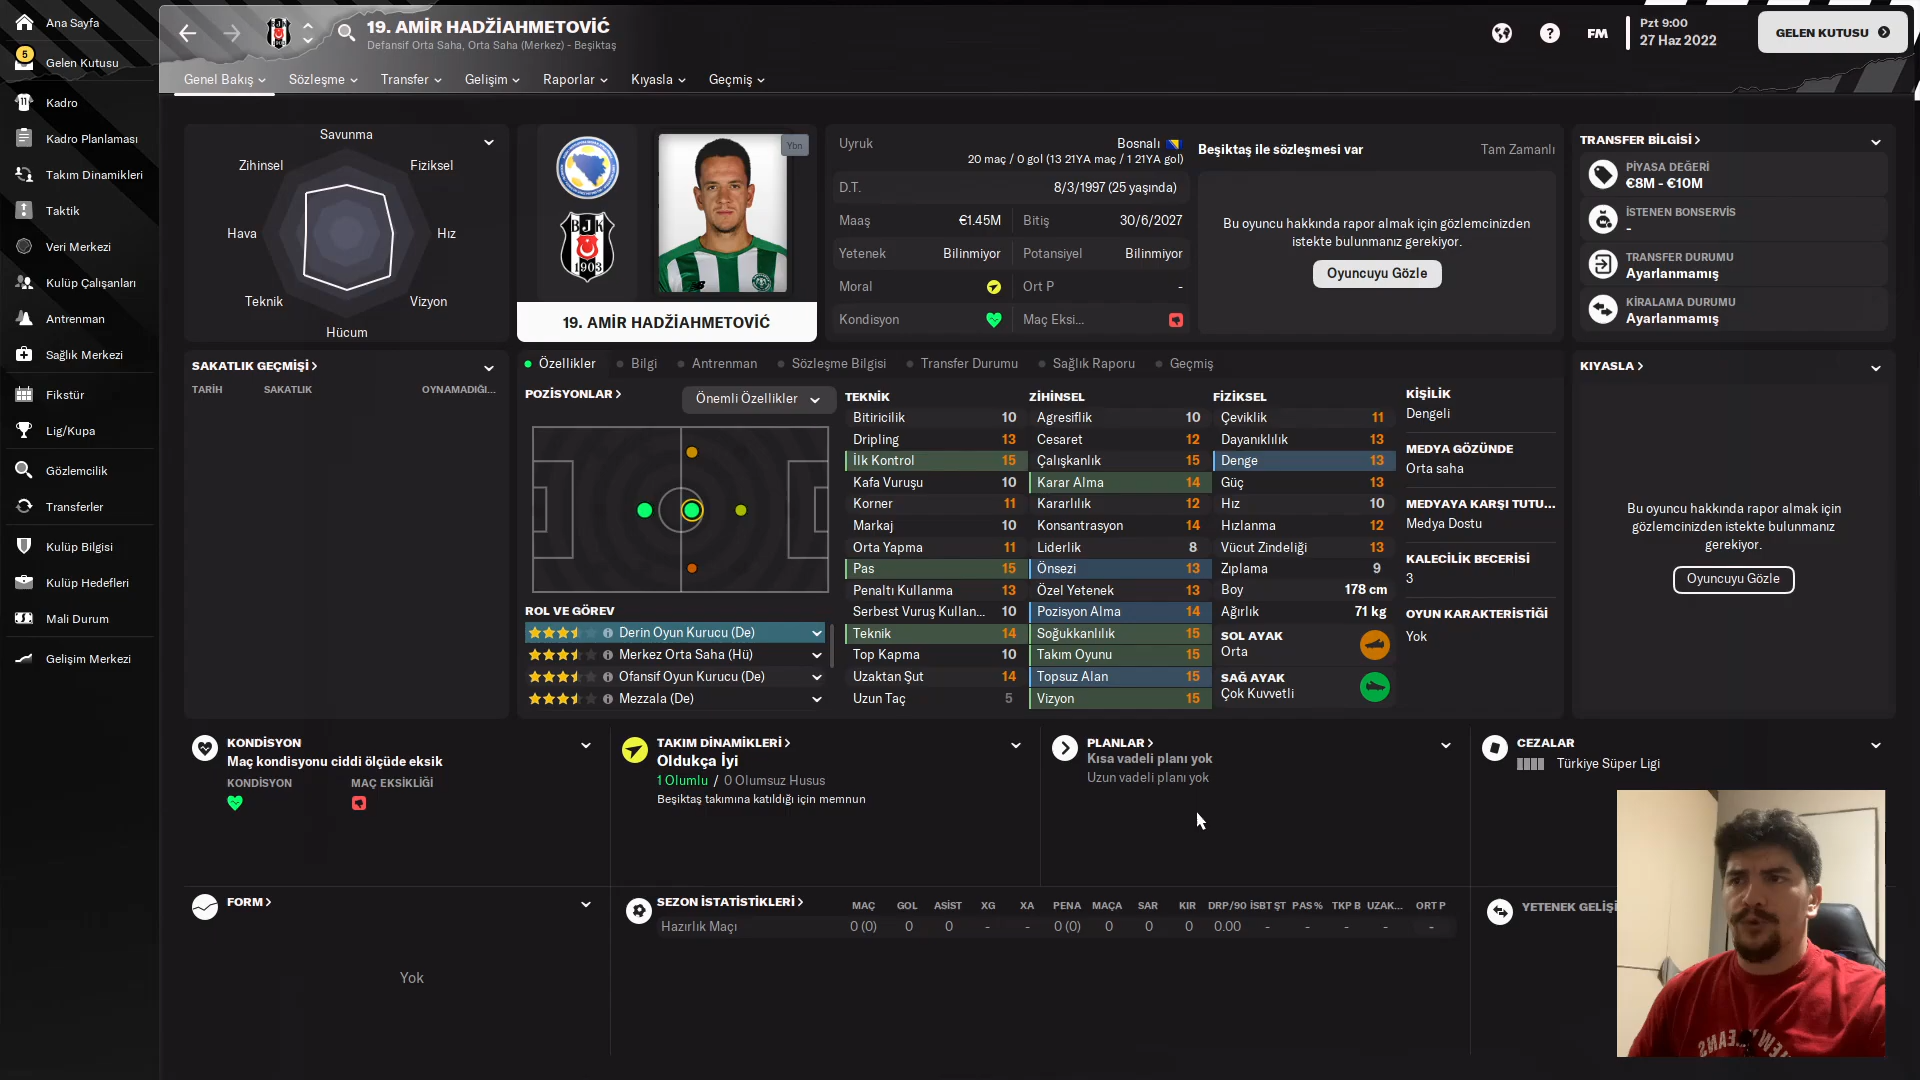 Ana Sayfa
5
Gelen Kutusu
11
Kadro
Kadro Planlaması
Takım Dinamikleri
Taktik
Veri Merkezi
Kulüp Çalışanları
Antrenman
Sağlık Merkezi
Fikstür
Lig/Kupa
Gözlemcilik
Transferler
Kulüp Bilgisi
Kulüp Hedefleri
Mali Durum
Gelişim Merkezi
19. AMİR HADŽİAHMETOVİĆ
Defansif Orta Saha, Orta Saha (Merkez) - Beşiktaş
?
FM
Pzt 9:00
27 Haz 2022
GELEN KUTUSU
Genel Bakış
Sözleşme
Transfer
Gelişim
Raporlar
Kıyasla
Geçmiş
Savunma
Zihinsel
Fiziksel
Hava
Hız
Teknik
Vizyon
Hücum
BJK
1903
Ybn
19. AMİR HADŽİAHMETOVİĆ
Uyruk
Bosnalı
20 maç / 0 gol (13 21YA maç / 1 21YA gol)
D.T.
8/3/1997 (25 yaşında)
Maaş
€1.45M
Bitiş
30/6/2027
Yetenek
Bilinmiyor
Potansiyel
Bilinmiyor
Moral
Ort P
-
Kondisyon
Maç Eksi...
Beşiktaş ile sözleşmesi var
Tam Zamanlı
Bu oyuncu hakkında rapor almak için gözlemcinizden
istekte bulunmanız gerekiyor.
Oyuncuyu Gözle
TRANSFER BİLGİSİ
PİYASA DEĞERİ
€8M - €10M
İSTENEN BONSERVİS
-
TRANSFER DURUMU
Ayarlanmamış
KİRALAMA DURUMU
Ayarlanmamış
SAKATLIK GEÇMİŞİ
TARİH
SAKATLIK
OYNAMADIĞI...
Özellikler
Bilgi
Antrenman
Sözleşme Bilgisi
Transfer Durumu
Sağlık Raporu
Geçmiş
POZİSYONLAR
Önemli Özellikler
ROL VE GÖREV
Derin Oyun Kurucu (De)
Merkez Orta Saha (Hü)
Ofansif Oyun Kurucu (De)
Mezzala (De)
TEKNİK
Bitiricilik 10
Dripling 13
İlk Kontrol 15
Kafa Vuruşu 10
Korner 11
Markaj 10
Orta Yapma 11
Pas 15
Penaltı Kullanma 13
Serbest Vuruş Kullan... 10
Teknik 14
Top Kapma 10
Uzaktan Şut 14
Uzun Taç 5
ZİHİNSEL
Agresiflik 10
Cesaret 12
Çalışkanlık 15
Karar Alma 14
Kararlılık 12
Konsantrasyon 14
Liderlik 8
Önsezi 13
Özel Yetenek 13
Pozisyon Alma 14
Soğukkanlılık 15
Takım Oyunu 15
Topsuz Alan 15
Vizyon 15
FİZİKSEL
Çeviklik 11
Dayanıklılık 13
Denge 13
Güç 13
Hız 10
Hızlanma 12
Vücut Zindeliği 13
Zıplama 9
Boy 178 cm
Ağırlık 71 kg
SOL AYAK
Orta
SAĞ AYAK
Çok Kuvvetli
KİŞİLİK
Dengeli
MEDYA GÖZÜNDE
Orta saha
MEDYAYA KARŞI TUTU...
Medya Dostu
KALECİLİK BECERİSİ
3
OYUN KARAKTERİSTİĞİ
Yok
KIYASLA
Bu oyuncu hakkında rapor almak için
gözlemcinizden istekte bulunmanız
gerekiyor.
Oyuncuyu Gözle
KONDİSYON
Maç kondisyonu ciddi ölçüde eksik
KONDİSYON
MAÇ EKSİKLİĞİ
TAKIM DİNAMİKLERİ
Oldukça İyi
1 Olumlu / 0 Olumsuz Husus
Beşiktaş takımına katıldığı için memnun
PLANLAR
Kısa vadeli planı yok
Uzun vadeli planı yok
CEZALAR
Türkiye Süper Ligi
FORM
Yok
SEZON İSTATİSTİKLERİ
MAÇ GOL ASİST XG XA PENA MAÇA SAR KIR DRP/90 İSBT ŞT PAS % TKP B UZAK... ORT P
Hazırlık Maçı 0 (0) 0 0 - - 0 (0) 0 0 0 0.00 - - - - -
YETENEK GELİŞİ